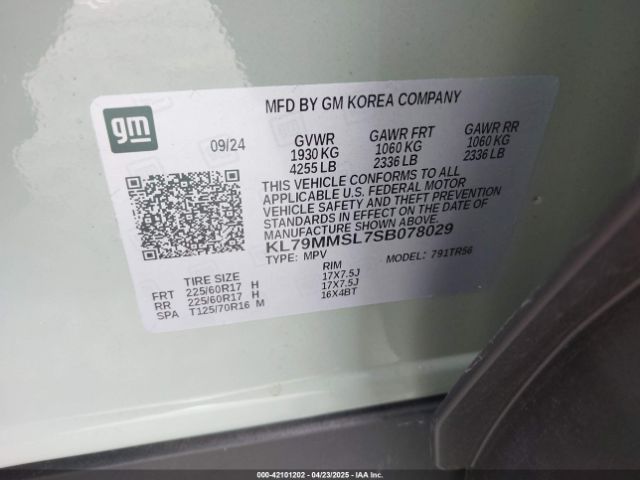 gm
MFD BY GM KOREA COMPANY
09/24
GVWR GAWR FRT GAWR RR
1930 KG 1060 KG 1060 KG
4255 LB 2336 LB 2336 LB
THIS VEHICLE CONFORMS TO ALL
APPLICABLE U.S. FEDERAL MOTOR
VEHICLE SAFETY AND THEFT PREVENTION
STANDARDS IN EFFECT ON THE DATE OF
MANUFACTURE SHOWN ABOVE.
KL79MMSL7SB078029
TYPE: MPV MODEL: 791TR56
TIRE SIZE RIM
FRT 225/60R17 H 17X7.5J
RR 225/60R17 H 17X7.5J
SPA T125/70R16 M 16X4BT
000-42101202 - 04/23/2025 - IAA Inc.